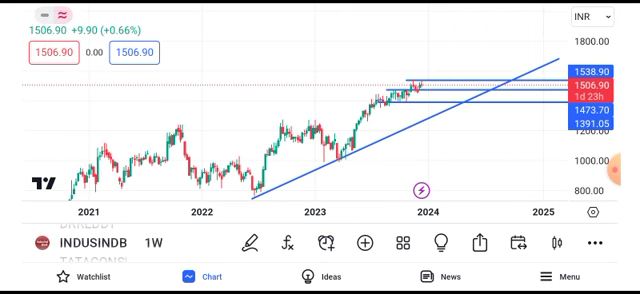 INR
1506.90 +9.90 (+0.66%)
1506.90 0.00 1506.90
1800.00
1538.90
1506.90
1d 23h
1473.70
1391.05
1200.00
1000.00
800.00
2021 2022 2023 2024 2025
INDUSINDB 1W
Watchlist Chart Ideas News Menu